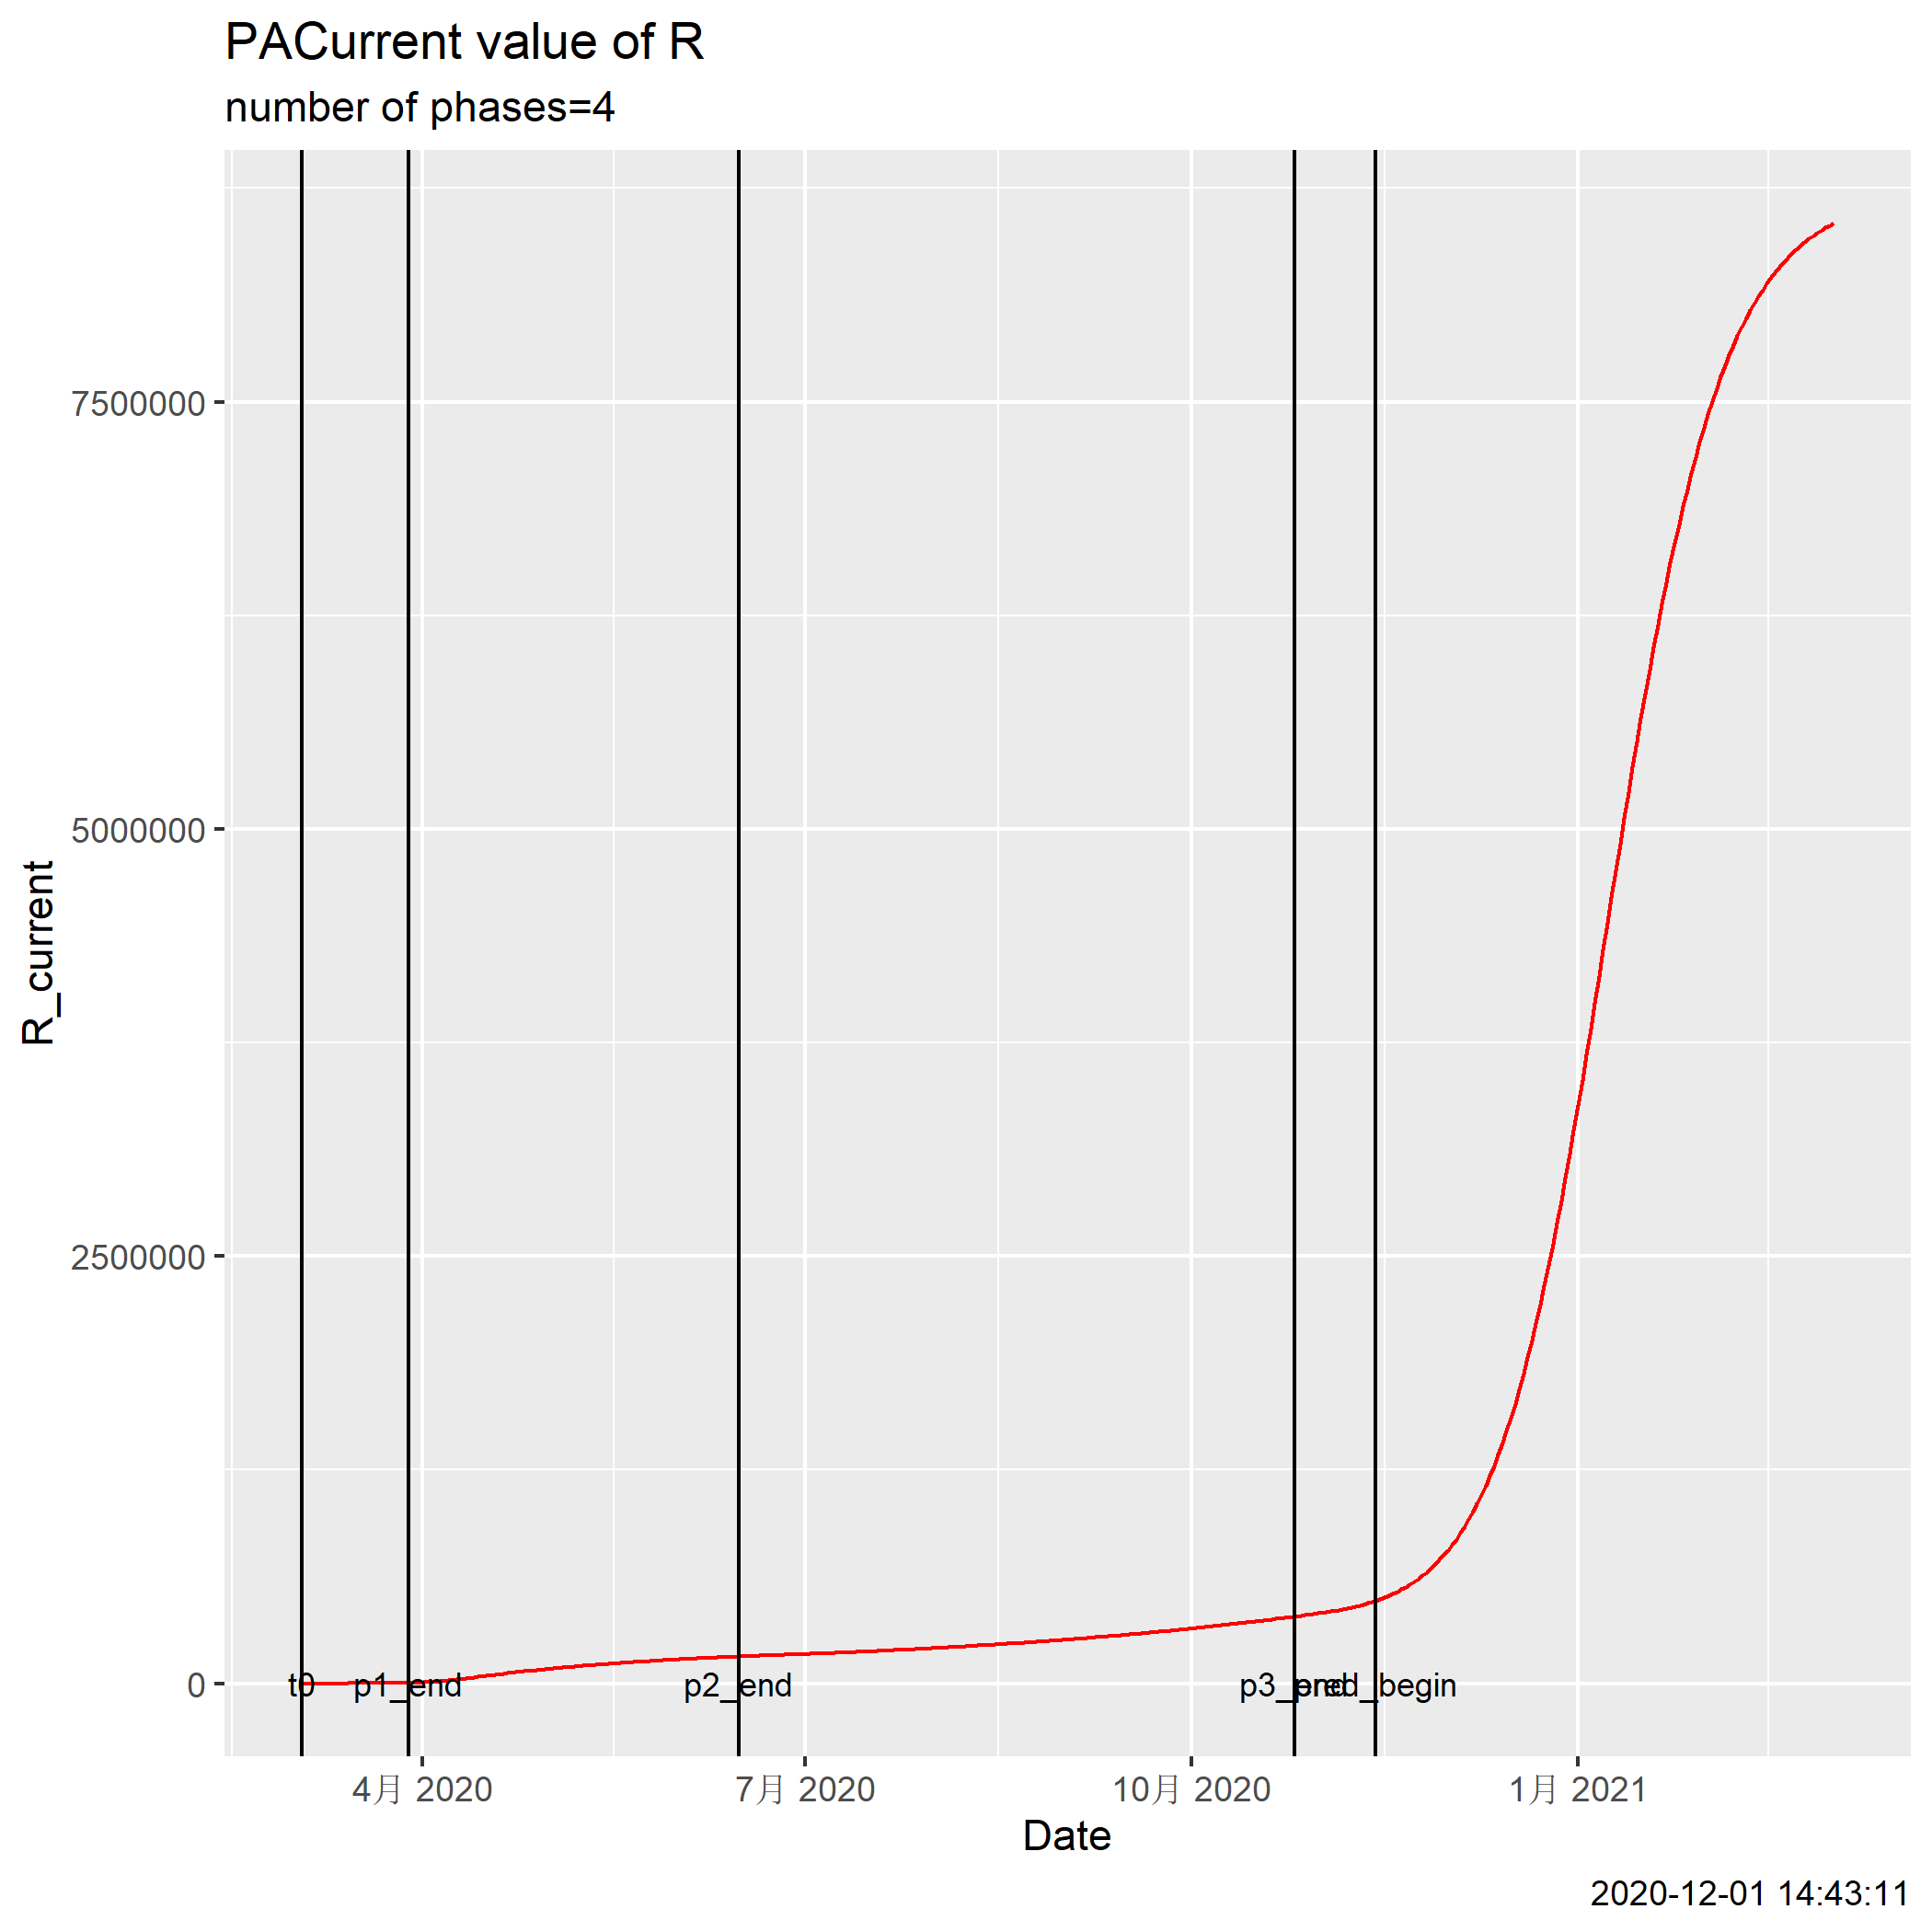 PACurrent value of R
number of phases=4
7500000
5000000
2500000
0
R_current
t0 p1_end p2_end p3_end pred_begin
4月 2020 7月 2020 10月 2020 1月 2021
Date
2020-12-01 14:43:11